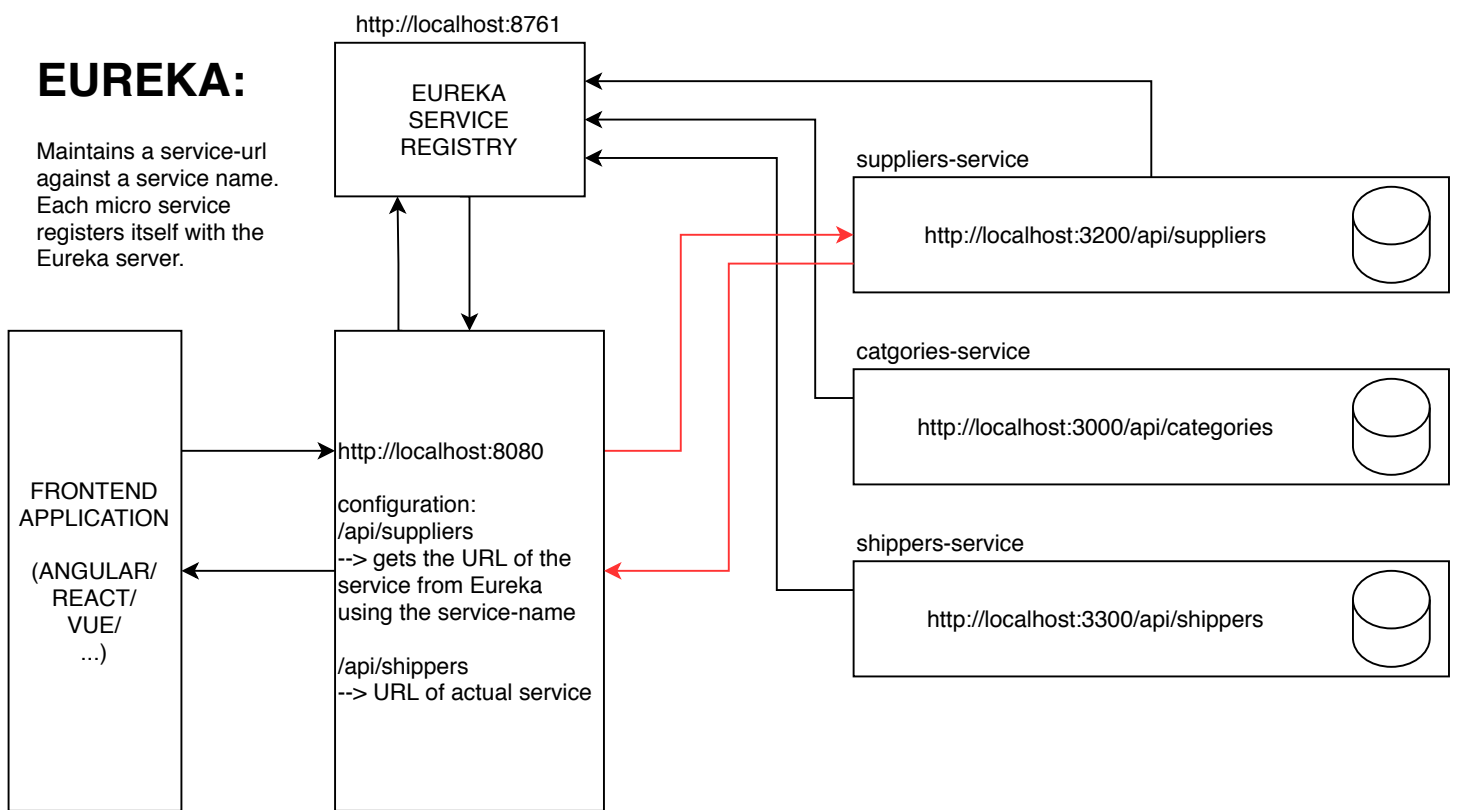 http://localhost:8761
EUREKA:
EUREKA
SERVICE
REGISTRY
Maintains a service-url
against a service name.
Each micro service
registers itself with the
Eureka server.
suppliers-service
http://localhost:3200/api/suppliers
catgories-service
http://localhost:3000/api/categories
shippers-service
http://localhost:3300/api/shippers
FRONTEND
APPLICATION
(ANGULAR/
REACT/
VUE/
...)
http://localhost:8080
configuration:
/api/suppliers
--> gets the URL of the
service from Eureka
using the service-name
/api/shippers
--> URL of actual service